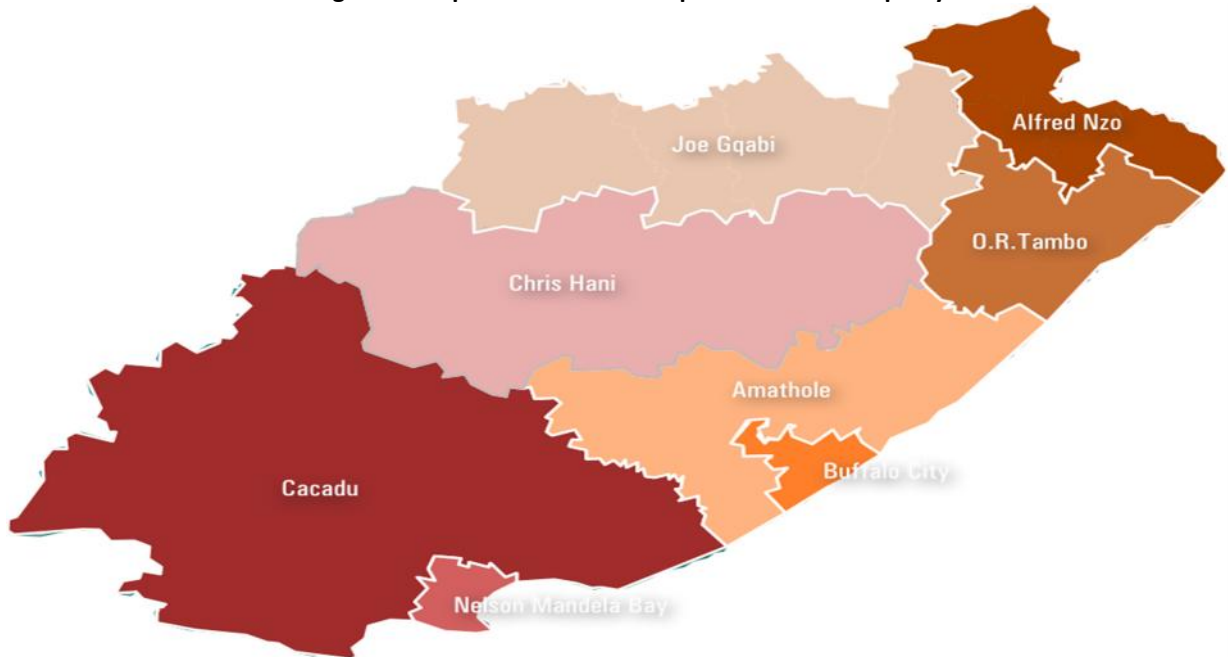 Alfred Nzo
Joe Gqabi
O.R.Tambo
Chris Hani
Amathole
Buffalo City
Cacadu
Nelson Mandela Bay